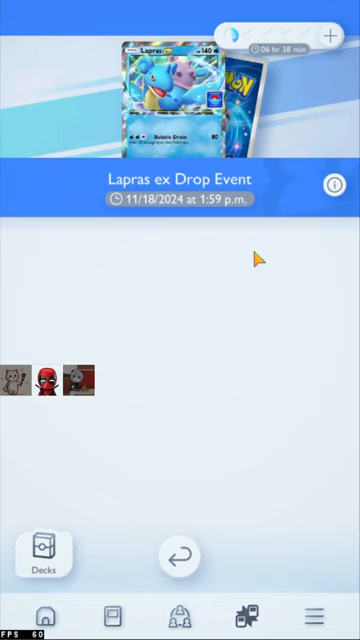 Lapras ex
140
06 hr 38 min
Bubble Drain
80
Lapras ex Drop Event
11/18/2024 at 1:59 p.m.
Decks
FPS 60